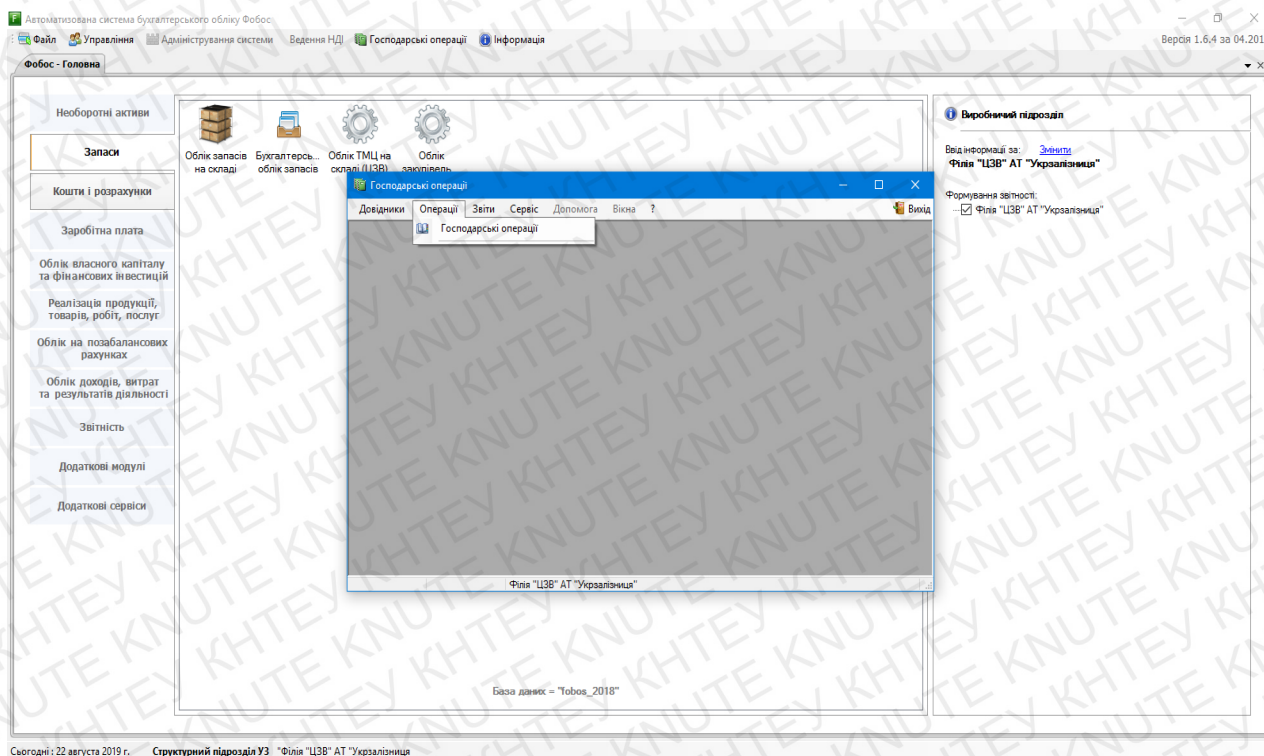 Автоматизована система бухгалтерського обліку Фобос
Файл Управління Адміністрування системи Ведення НДІ Господарські операції Інформація
Версія 1.6.4 за 04.201
Фобос - Головна
Необоротні активи
Запаси
Кошти і розрахунки
Заробітна плата
Облік власного капіталу
та фінансових інвестицій
Реалізація продукції,
товарів, робіт, послуг
Облік на позабалансових
рахунках
Облік доходів, витрат
та результатів діяльності
Звітність
Додаткові модулі
Додаткові сервіси
Облік запасів
на складі
Бухгалтерсь...
облік запасів
Облік ТМЦ на
складі (ЦЗВ)
Облік
закупівель
Господарські операції
Довідники Операції Звіти Сервіс Допомога Вікна ? Вихід
Господарські операції
Філія "ЦЗВ" АТ "Укрзалізниця"
База даних = "fobos_2018"
Виробничий підрозділ
Ввід інформації за: Змінити
Філія "ЦЗВ" АТ "Укрзалізниця"
Формування звітності:
Філія "ЦЗВ" АТ "Укрзалізниця"
Сьогодні : 22 августа 2019 г. Структурний підрозділ УЗ "Філія "ЦЗВ" АТ "Укрзалізниця
KHTEY KNUTE